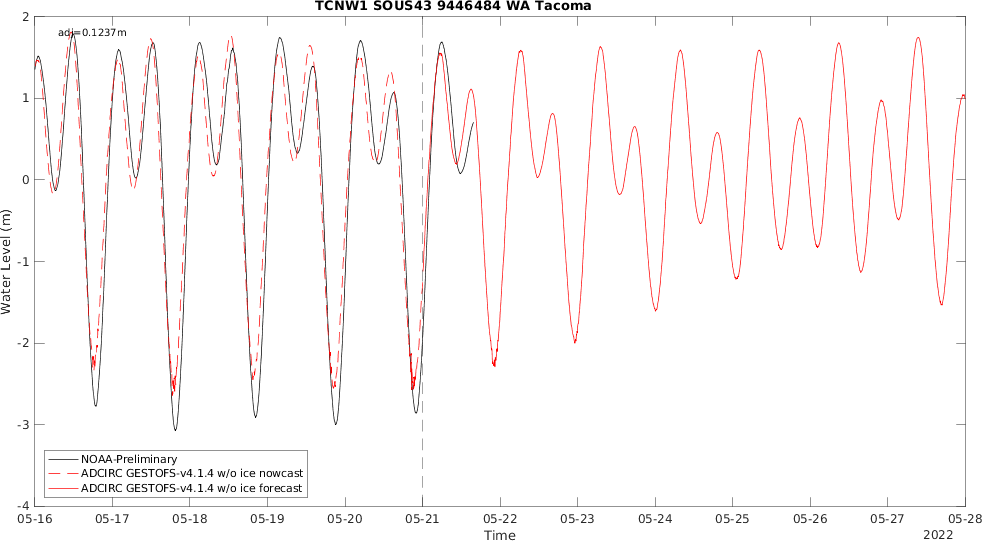 TCNW1 SOUS43 9446484 WA Tacoma
adj=0.1237m
2
1
0
-1
-2
-3
-4
Water Level (m)
NOAA-Preliminary
ADCIRC GESTOFS-v4.1.4 w/o ice nowcast
ADCIRC GESTOFS-v4.1.4 w/o ice forecast
05-16 05-17 05-18 05-19 05-20 05-21 05-22 05-23 05-24 05-25 05-26 05-27 05-28
Time
2022